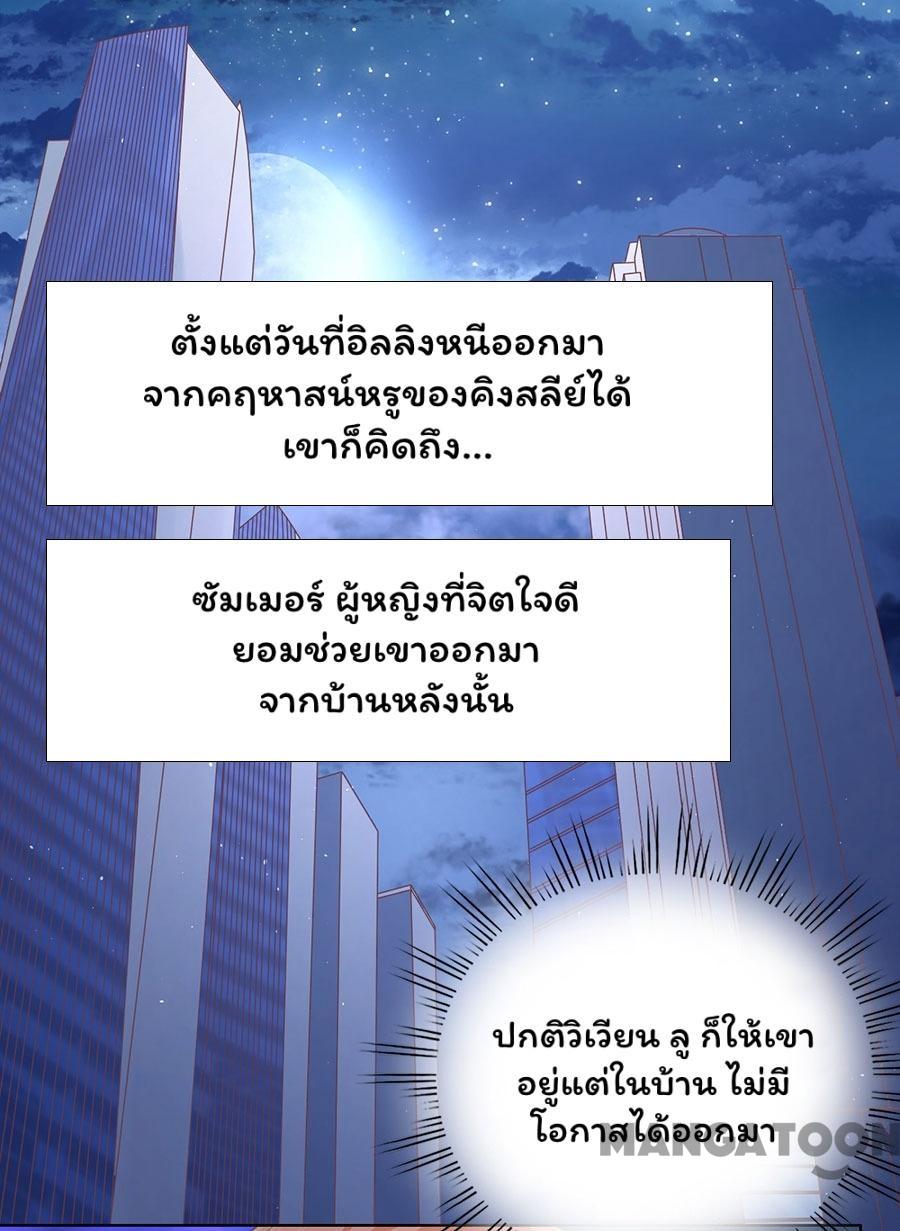 ตั้งแต่วันที่อิลลิงหนีออกมา
จากคฤหาสน์หรูของคิงสลีย์ได้
เขาก็คิดถึง...
ซัมเมอร์ ผู้หญิงที่จิตใจดี
ยอมช่วยเขาออกมา
จากบ้านหลังนั้น
ปกติวิเวียน ลู ก็ให้เขา
อยู่แต่ในบ้าน ไม่มี
โอกาสได้ออกมา
MANGATOON